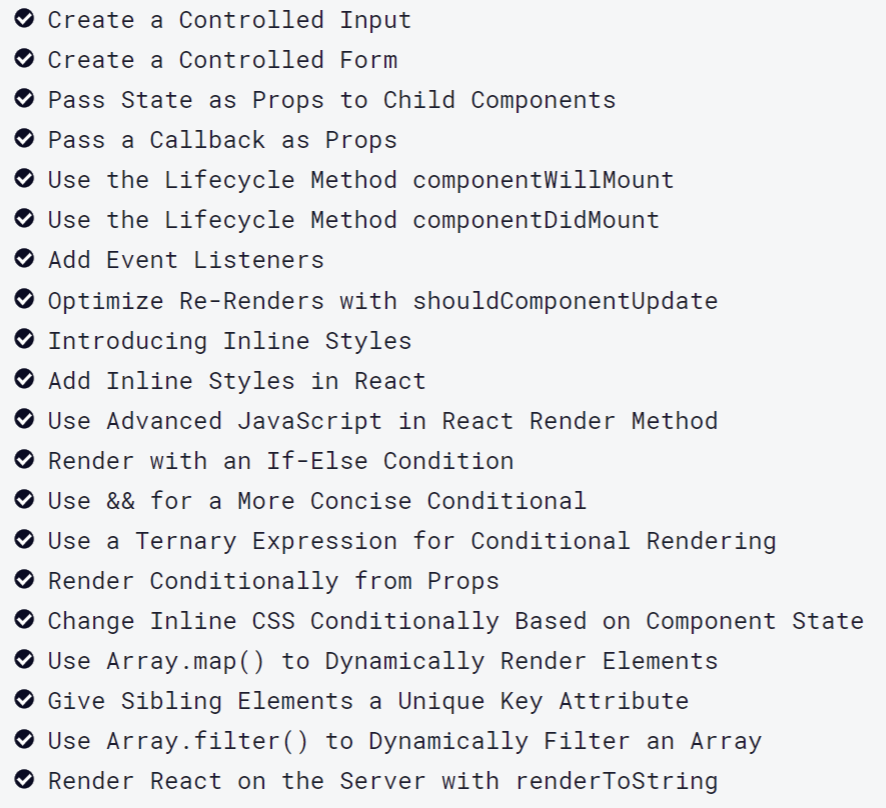 Create a Controlled Input
Create a Controlled Form
Pass State as Props to Child Components
Pass a Callback as Props
Use the Lifecycle Method componentWillMount
Use the Lifecycle Method componentDidMount
Add Event Listeners
Optimize Re-Renders with shouldComponentUpdate
Introducing Inline Styles
Add Inline Styles in React
Use Advanced JavaScript in React Render Method
Render with an If-Else Condition
Use && for a More Concise Conditional
Use a Ternary Expression for Conditional Rendering
Render Conditionally from Props
Change Inline CSS Conditionally Based on Component State
Use Array.map() to Dynamically Render Elements
Give Sibling Elements a Unique Key Attribute
Use Array.filter() to Dynamically Filter an Array
Render React on the Server with renderToString